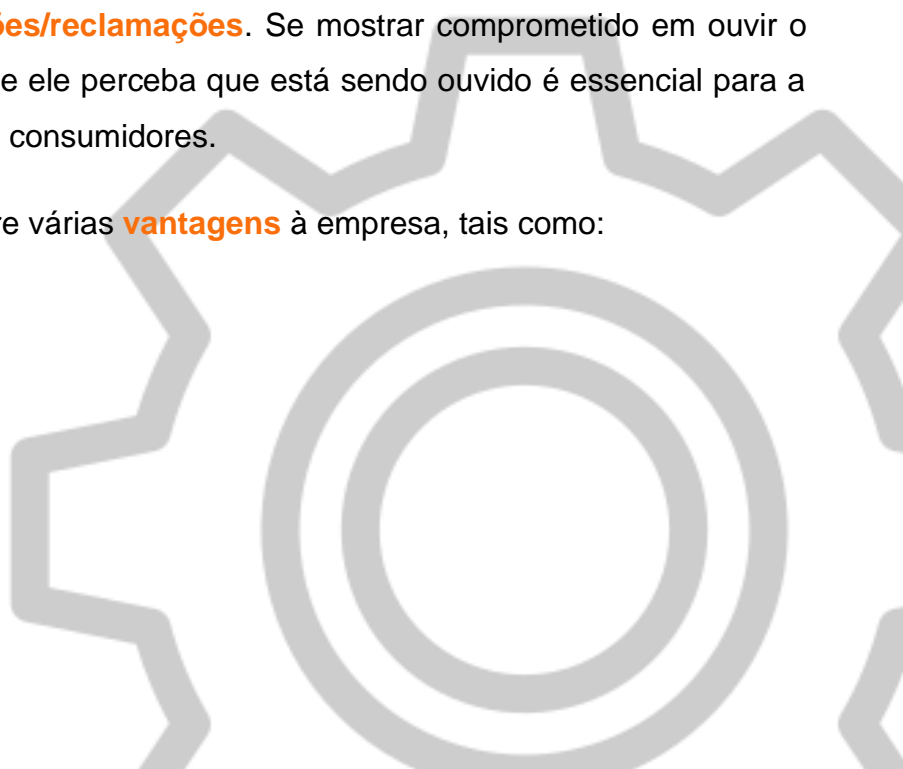 ões/reclamações. Se mostrar comprometido em ouvir o
e ele perceba que está sendo ouvido é essencial para a
consumidores.
re várias vantagens à empresa, tais como: